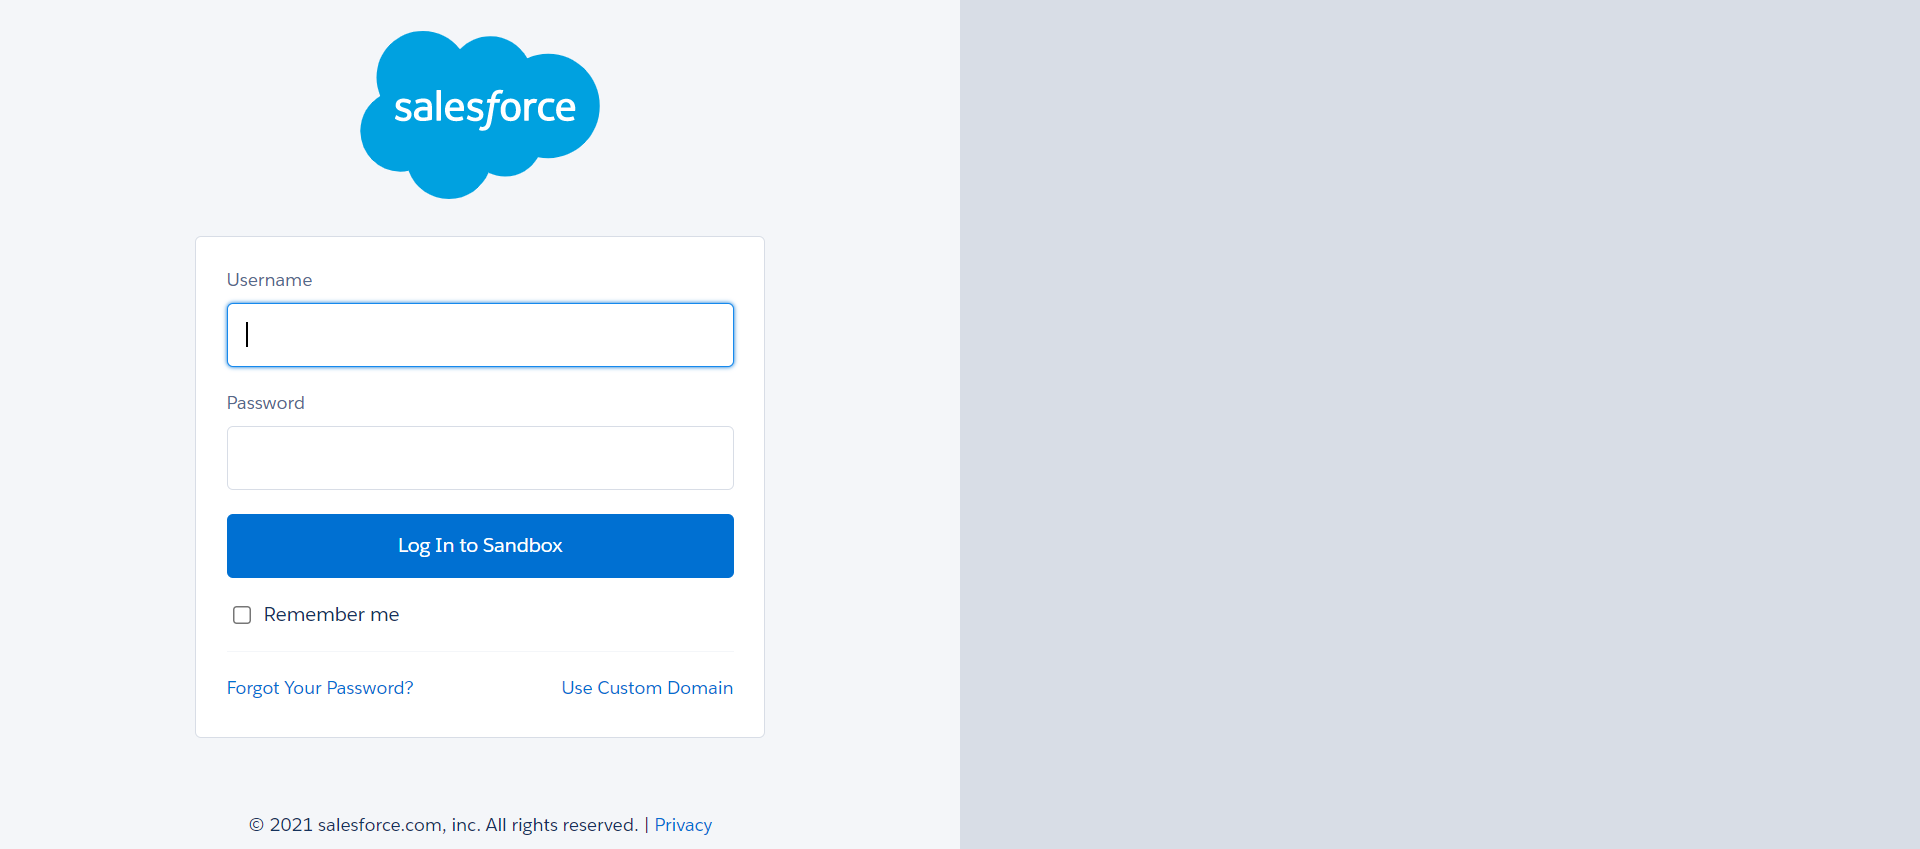 salesforce
Username
Password
Log In to Sandbox
Remember me
Forgot Your Password? Use Custom Domain
© 2021 salesforce.com, inc. All rights reserved. | Privacy